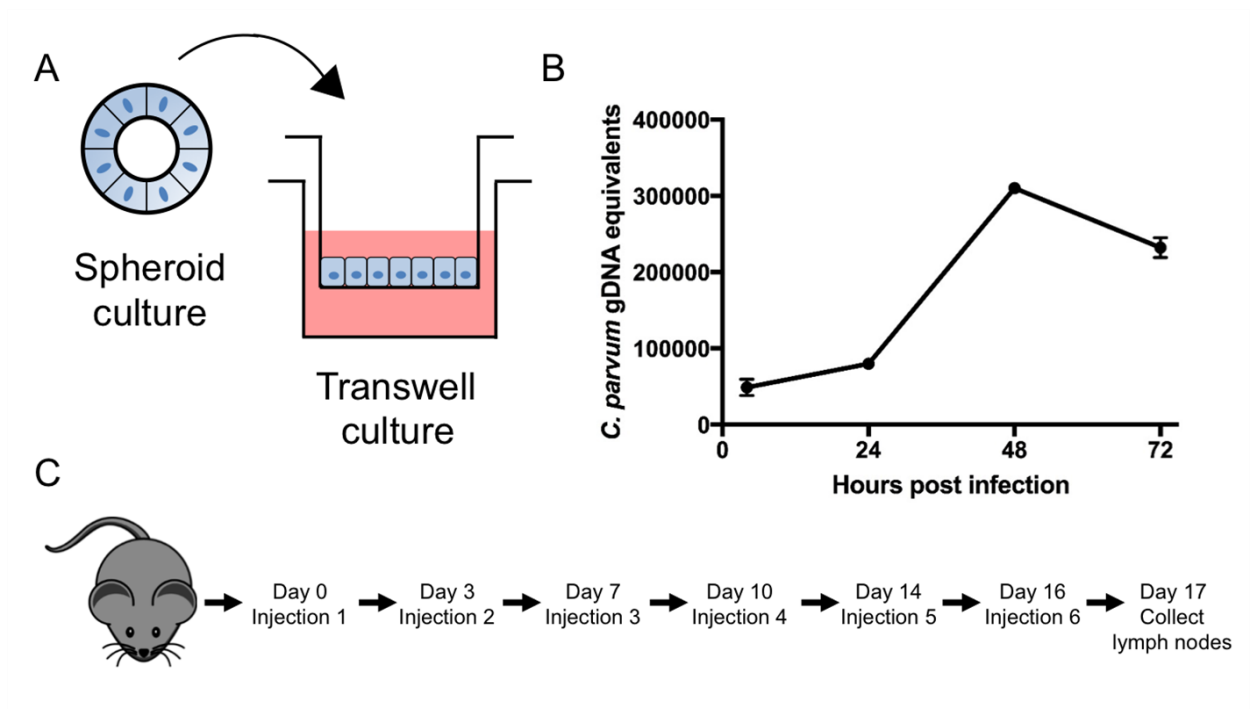 A
Spheroid
culture
Transwell
culture
B
C. parvum gDNA equivalents
400000
300000
200000
100000
0
0
24
48
72
Hours post infection
C
Day 0
Injection 1
Day 3
Injection 2
Day 7
Injection 3
Day 10
Injection 4
Day 14
Injection 5
Day 16
Injection 6
Day 17
Collect
lymph nodes